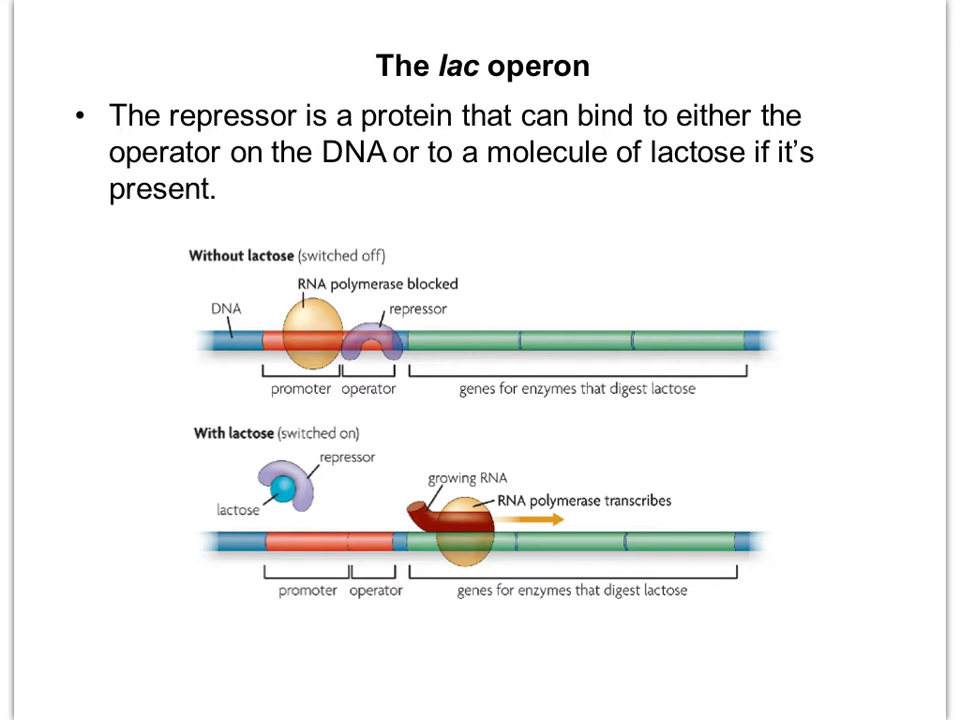 The lac operon
• The repressor is a protein that can bind to either the
operator on the DNA or to a molecule of lactose if it’s
present.
Without lactose (switched off)
RNA polymerase blocked
DNA
repressor
promoter operator genes for enzymes that digest lactose
With lactose (switched on)
repressor
growing RNA
RNA polymerase transcribes
lactose
promoter operator genes for enzymes that digest lactose